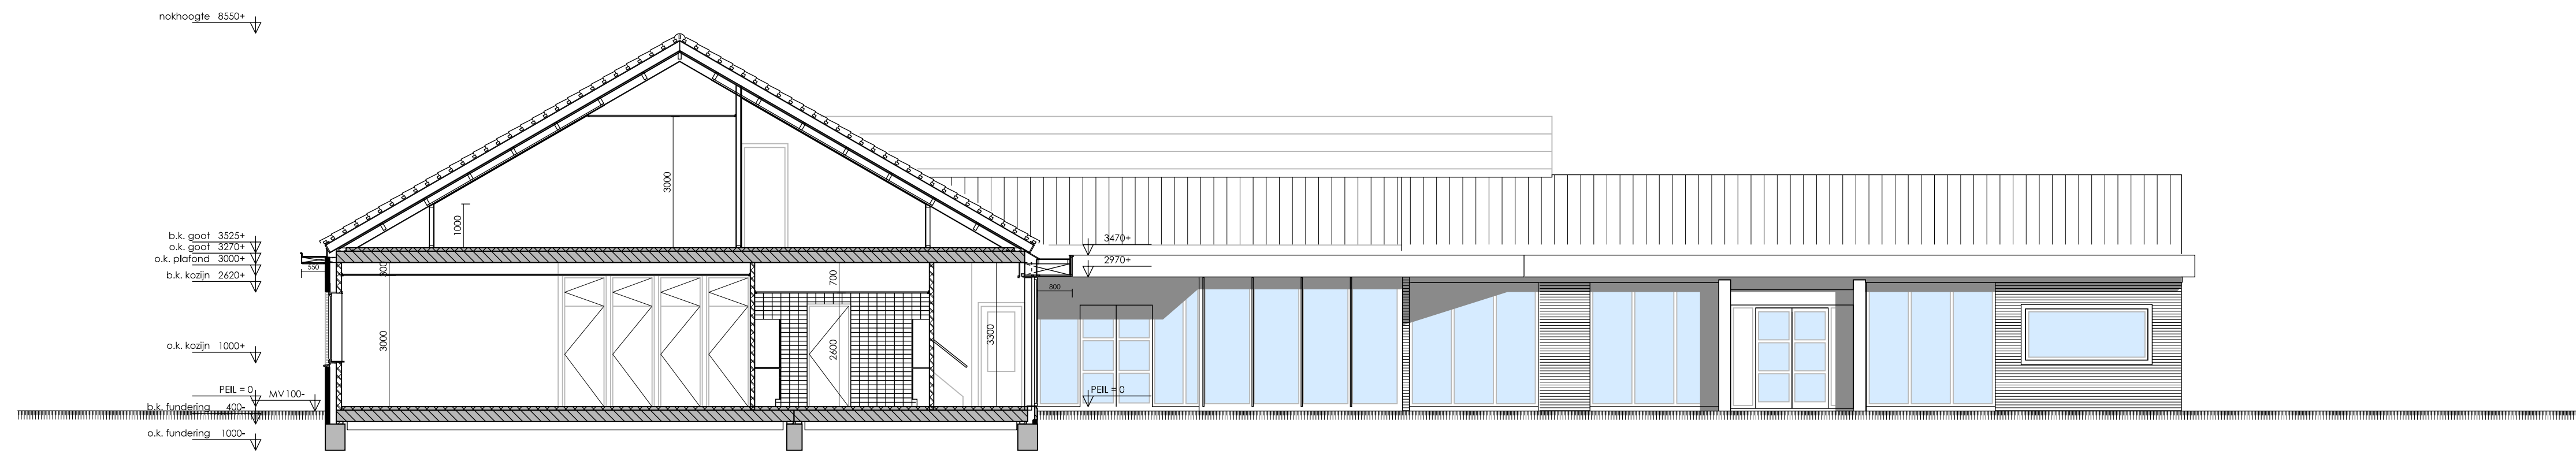 nokhoogte 8550+
b.k. goot 3525+
o.k. goot 3270+
o.k. plafond 3000+
b.k. kozijn 2620+
o.k. kozijn 1000+
PEIL = 0
MV 100-
b.k. fundering 400-
o.k. fundering 1000-
550
300
3000
1000
3000
700
2600
3300
3470+
2970+
800
PEIL = 0